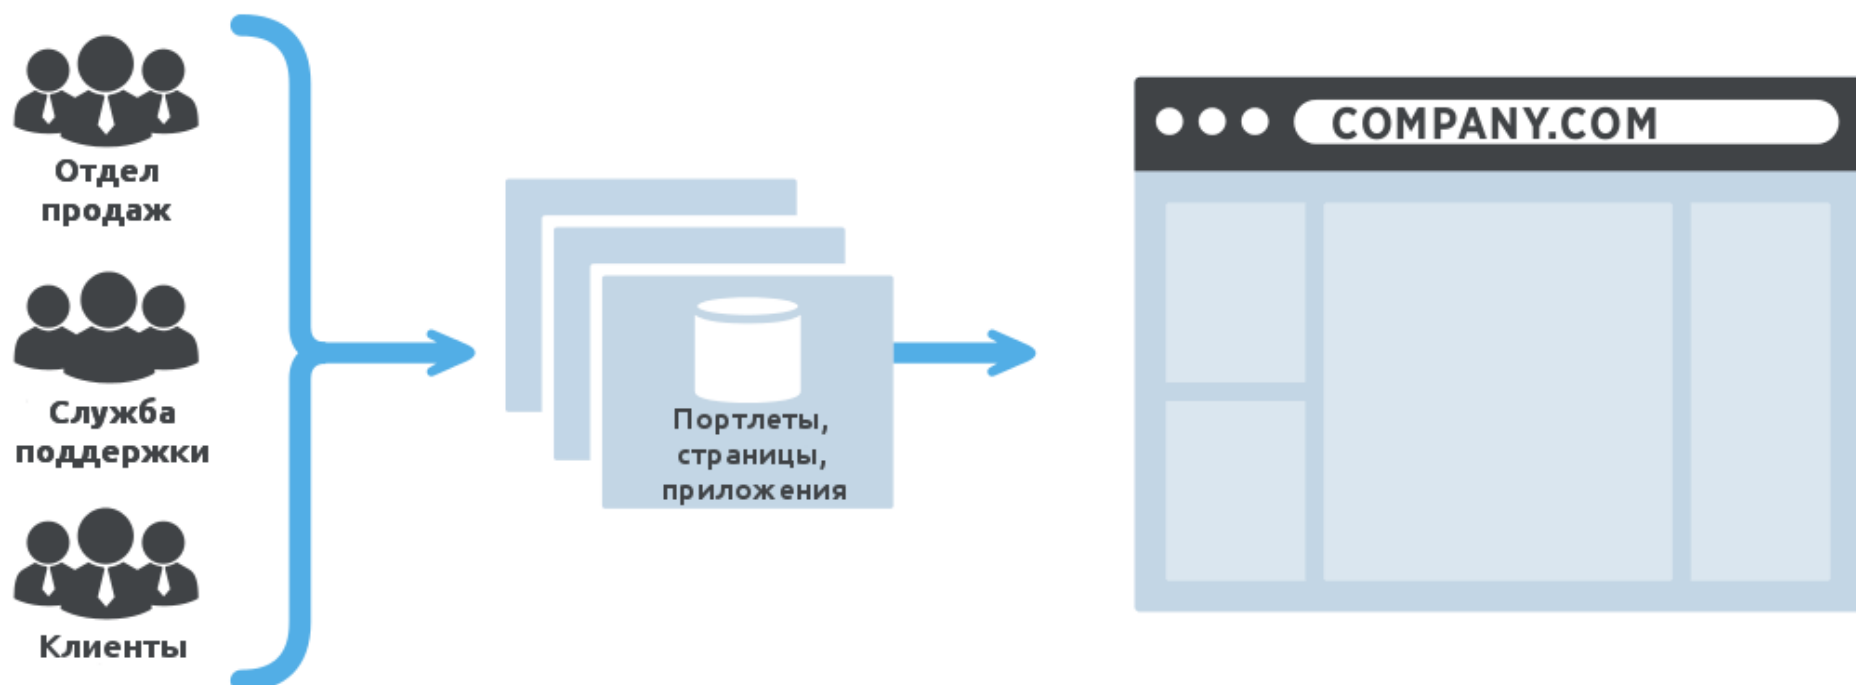 Отдел
продаж
Служба
поддержки
Клиенты
Портлеты,
страницы,
приложения
COMPANY.COM